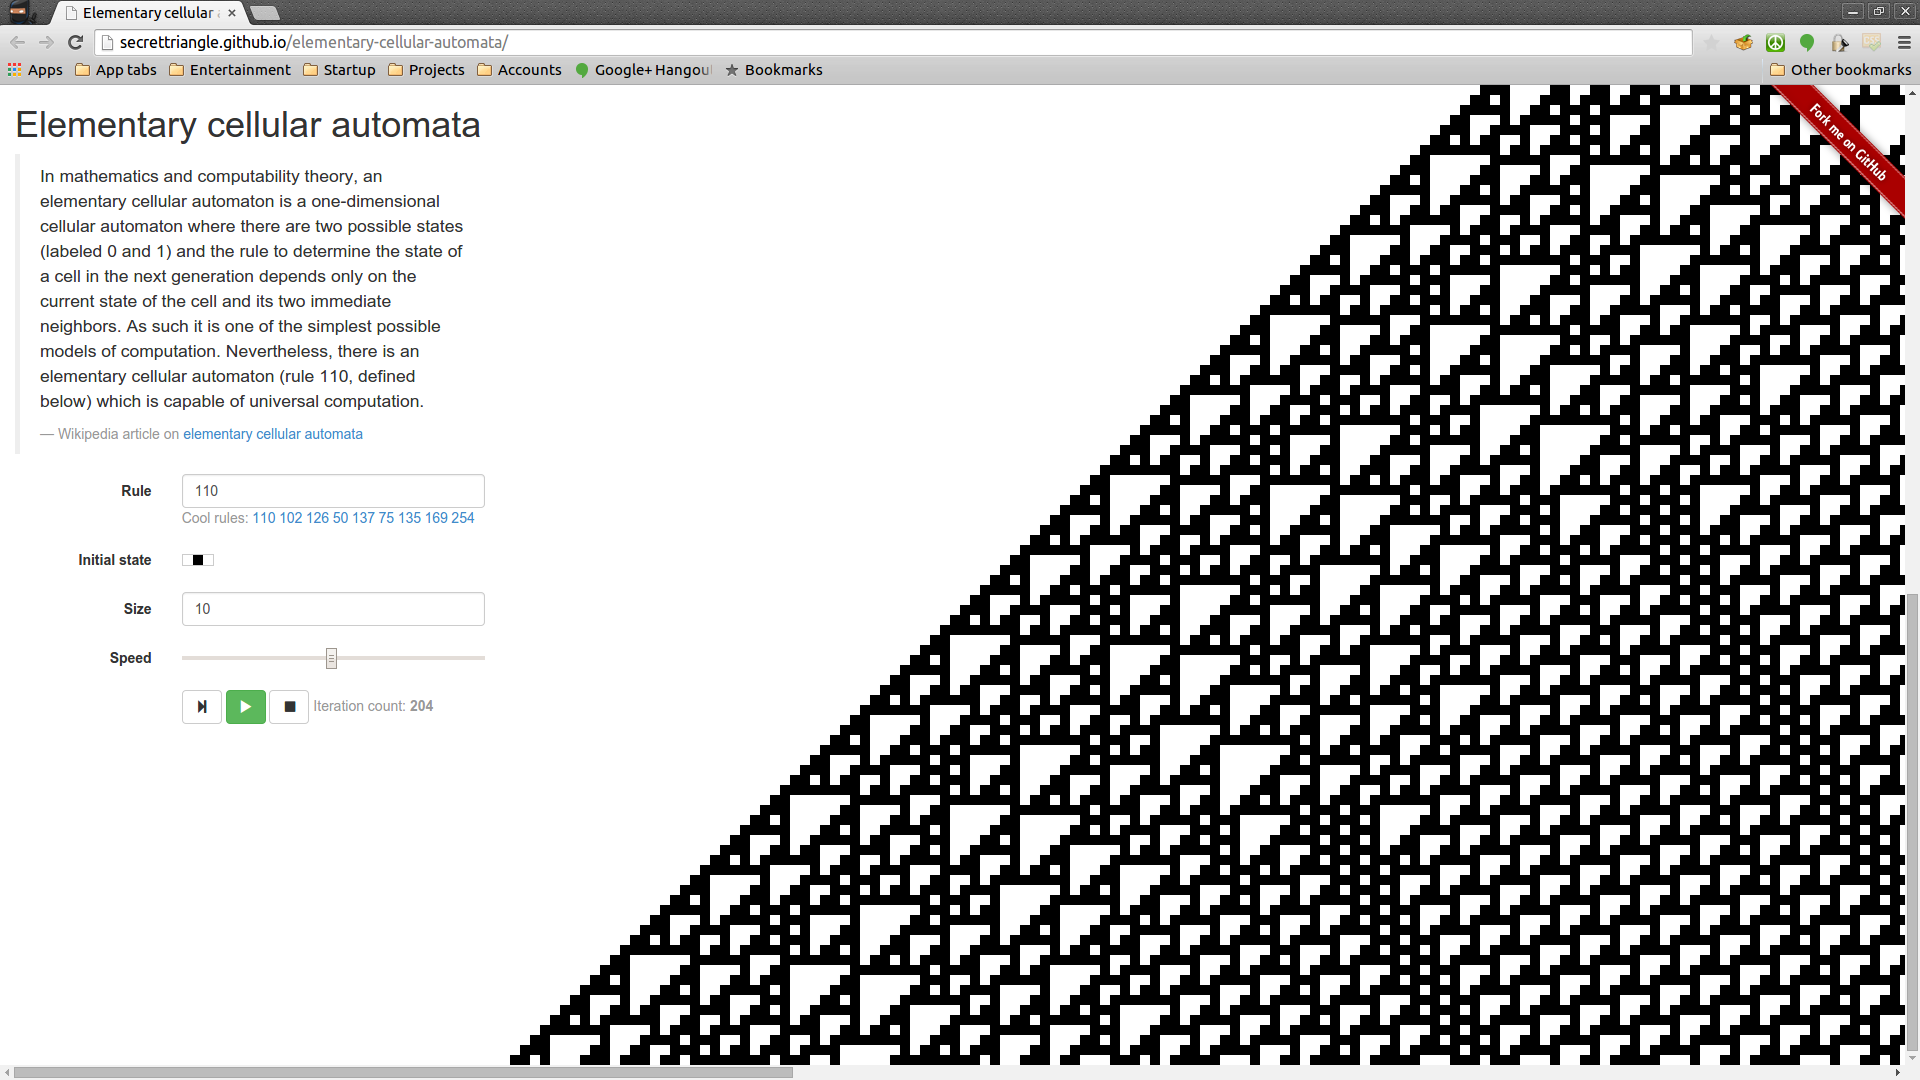 Elementary cellular
secrettriangle.github.io/elementary-cellular-automata/
Apps App tabs Entertainment Startup Projects Accounts Google+ Hangou Bookmarks Other bookmarks
Elementary cellular automata
Fork me on GitHub
In mathematics and computability theory, an
elementary cellular automaton is a one-dimensional
cellular automaton where there are two possible states
(labeled 0 and 1) and the rule to determine the state of
a cell in the next generation depends only on the
current state of the cell and its two immediate
neighbors. As such it is one of the simplest possible
models of computation. Nevertheless, there is an
elementary cellular automaton (rule 110, defined
below) which is capable of universal computation.
— Wikipedia article on elementary cellular automata
Rule 110
Cool rules: 110 102 126 50 137 75 135 169 254
Initial state
Size 10
Speed
Iteration count: 204